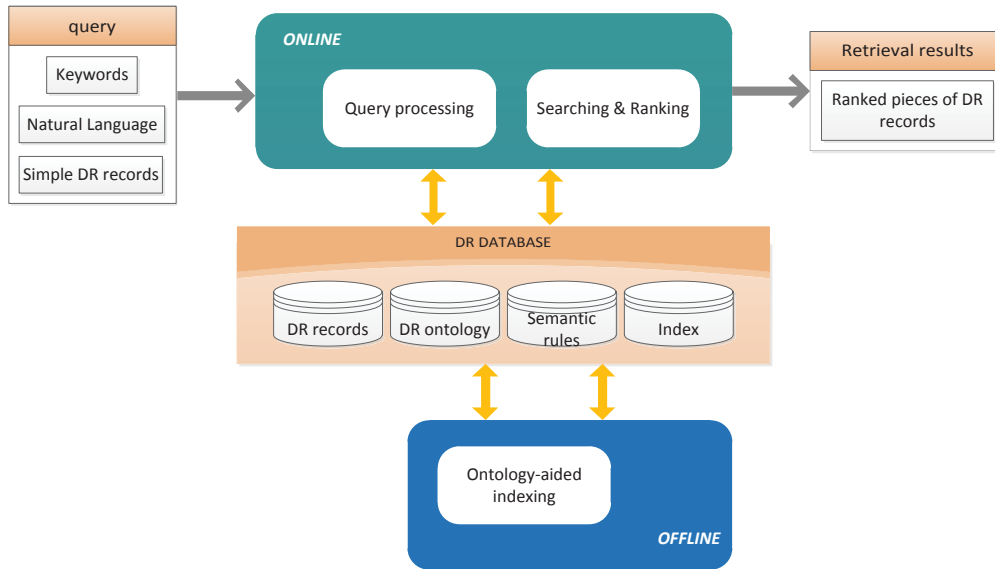 query
Keywords
Natural Language
Simple DR records
ONLINE
Query processing
Searching & Ranking
Retrieval results
Ranked pieces of DR
records
DR DATABASE
DR records
DR ontology
Semantic
rules
Index
Ontology-aided
indexing
OFFLINE